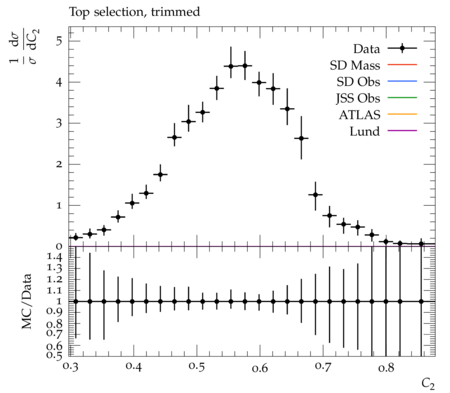 Top selection, trimmed
1/σ dσ/dC₂
5
4
3
2
1
0
Data
SD Mass
SD Obs
JSS Obs
ATLAS
Lund
MC/Data
1.4
1.3
1.2
1.1
1
0.9
0.8
0.7
0.6
0.5
0.3 0.4 0.5 0.6 0.7 0.8
C₂